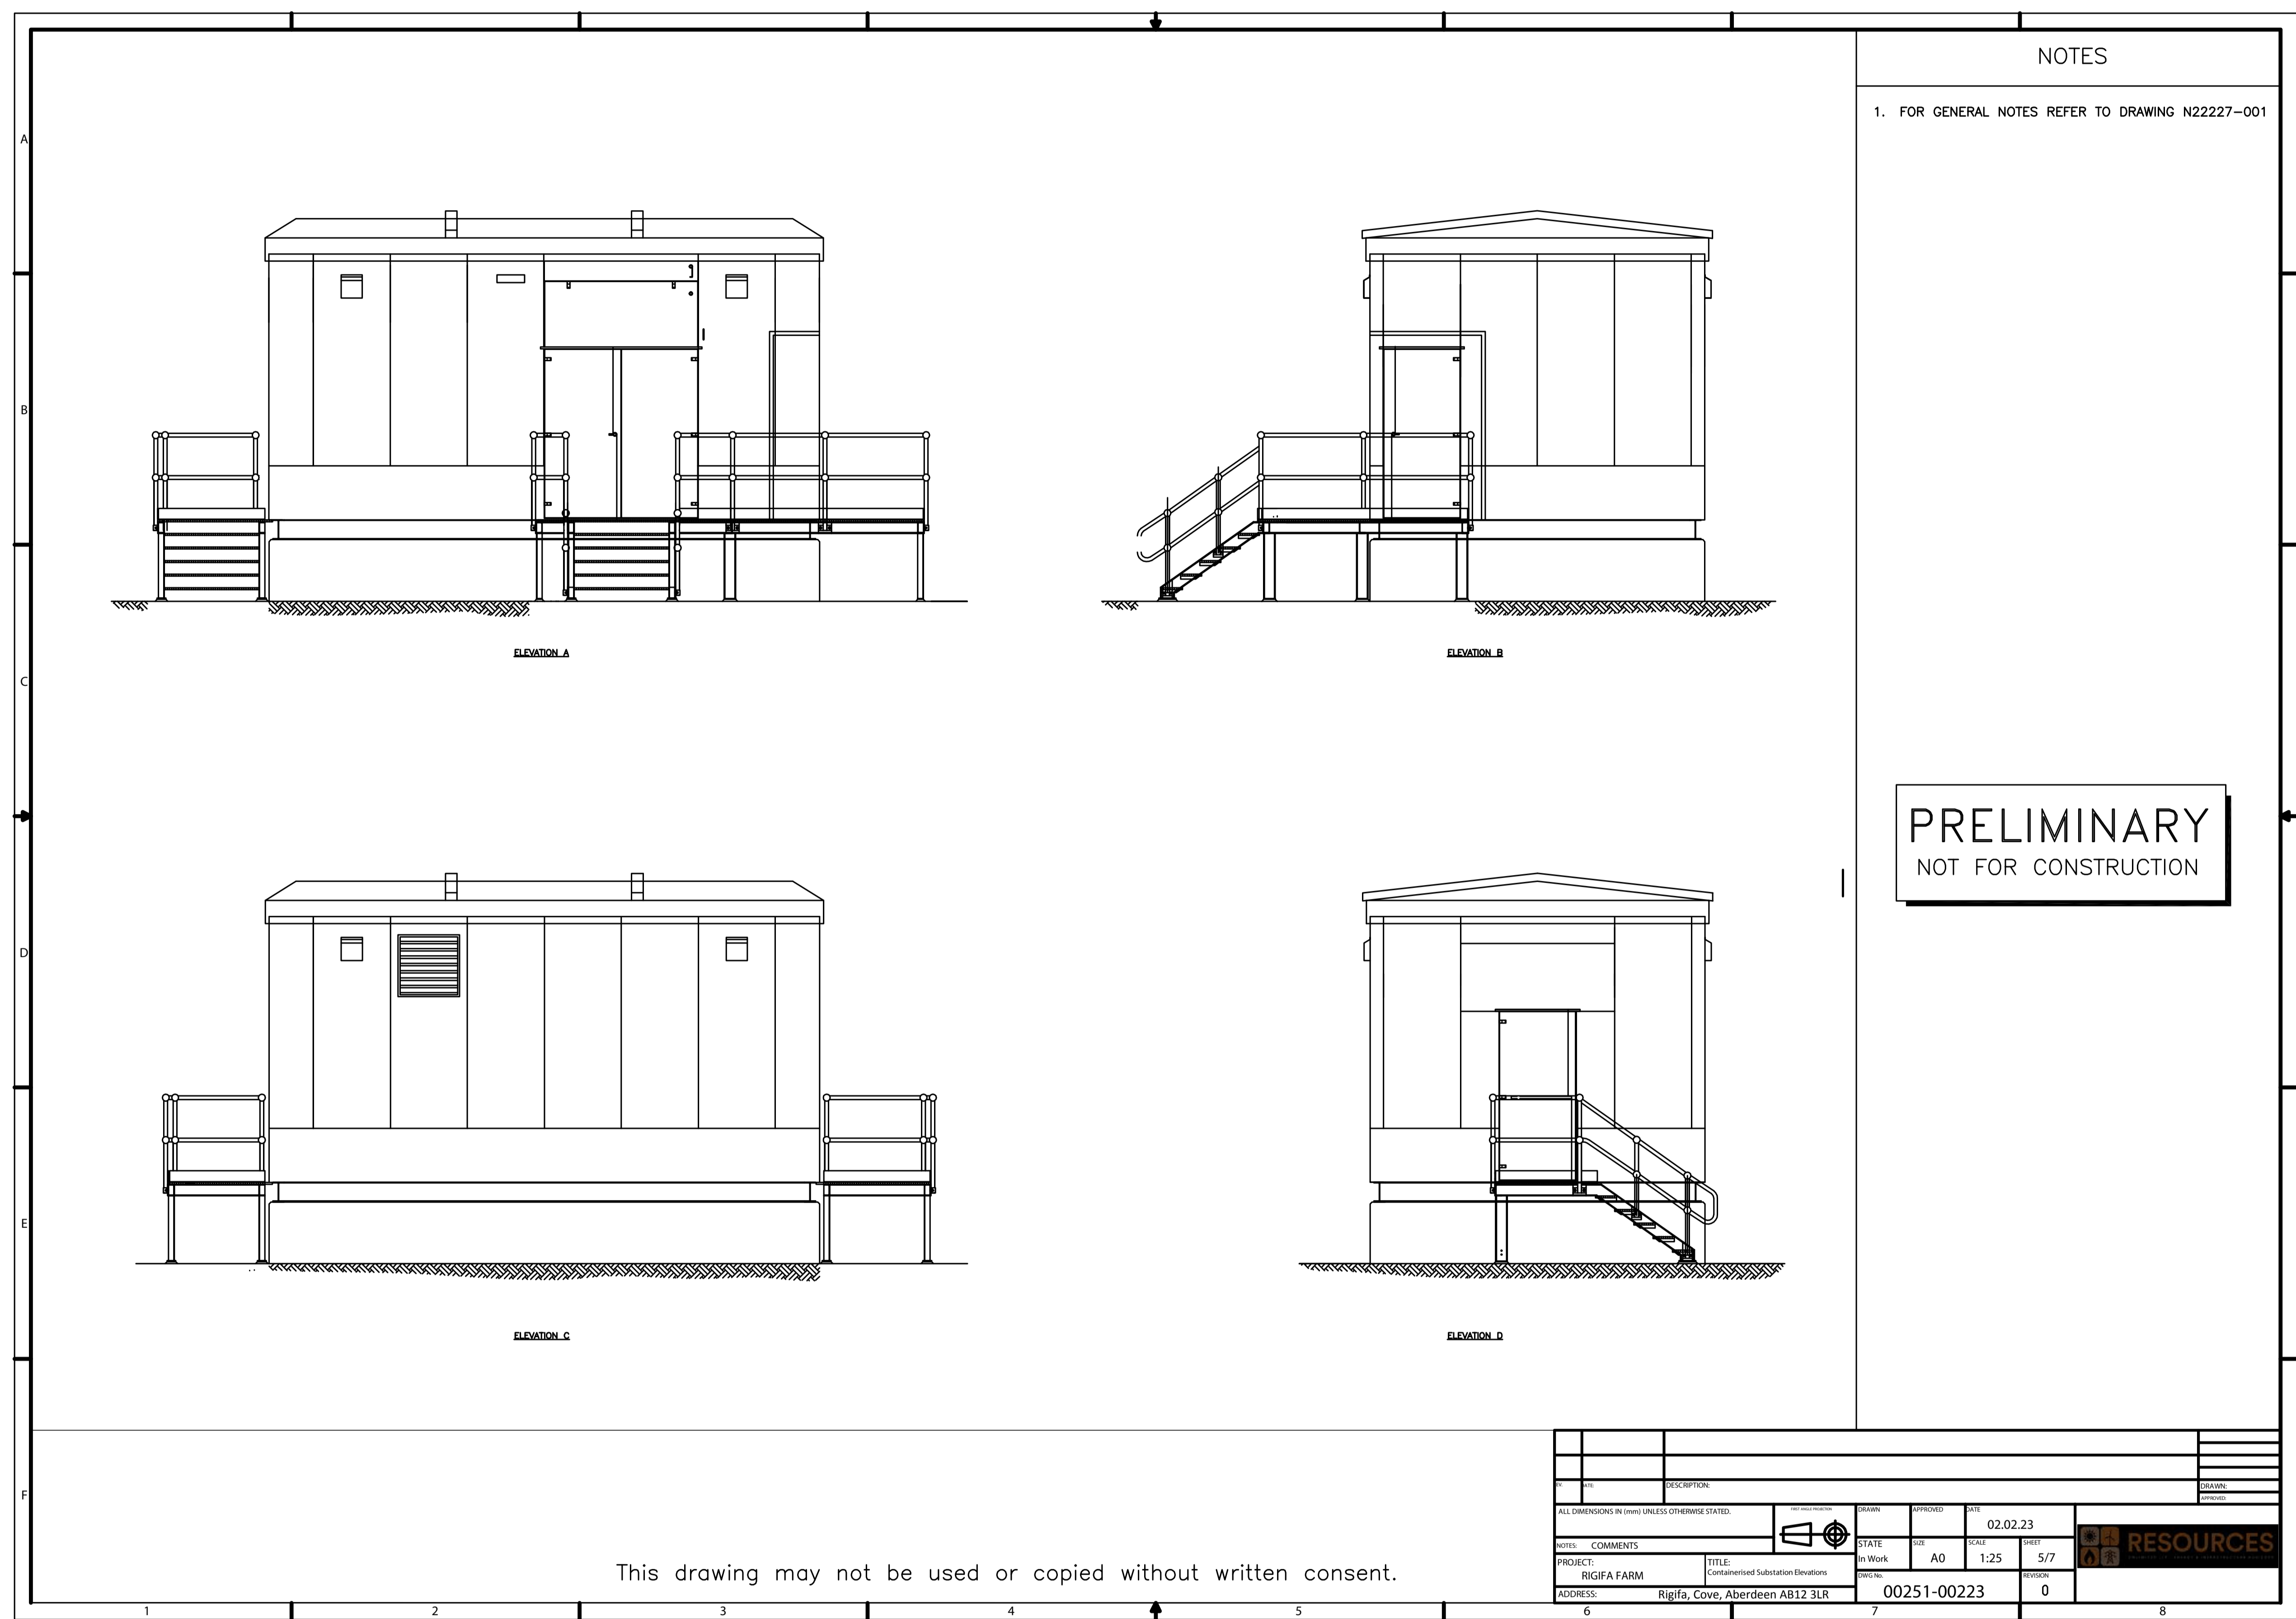 NOTES
1. FOR GENERAL NOTES REFER TO DRAWING N22227-001
A
B
C
D
E
F
ELEVATION A
ELEVATION B
PRELIMINARY
NOT FOR CONSTRUCTION
ELEVATION C
ELEVATION D
DATE:
DESCRIPTION:
DRAWN:
APPROVED:
ALL DIMENSIONS IN (mm) UNLESS OTHERWISE STATED.
FIRST ANGLE PROJECTION
DRAWN
APPROVED
DATE
02.02.23
NOTES: COMMENTS
STATE
In Work
SIZE
A0
SCALE
1:25
SHEET
5/7
PROJECT:
RIGIFA FARM
TITLE:
Containerised Substation Elevations
DWG No.
00251-00223
REVISION
0
ADDRESS: Rigifa, Cove, Aberdeen AB12 3LR
RESOURCES
This drawing may not be used or copied without written consent.
1 2 3 4 5 6 7 8